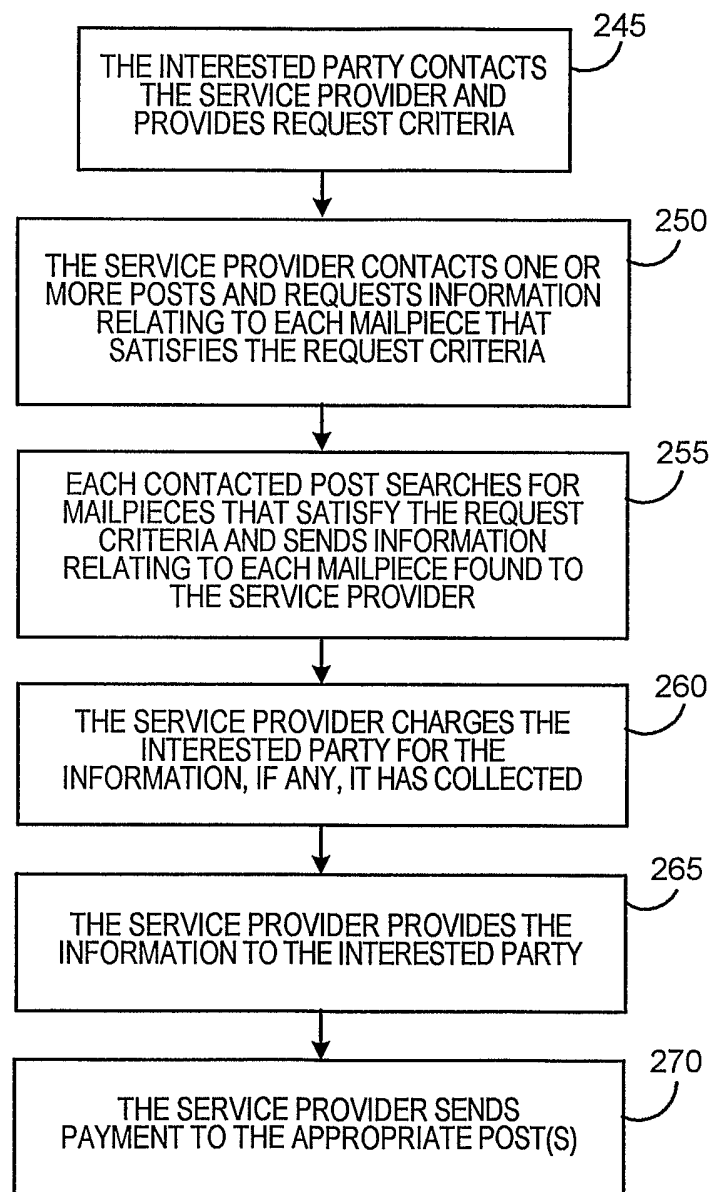 245
THE INTERESTED PARTY CONTACTS
THE SERVICE PROVIDER AND
PROVIDES REQUEST CRITERIA
250
THE SERVICE PROVIDER CONTACTS ONE OR
MORE POSTS AND REQUESTS INFORMATION
RELATING TO EACH MAILPIECE THAT
SATISFIES THE REQUEST CRITERIA
255
EACH CONTACTED POST SEARCHES FOR
MAILPIECES THAT SATISFY THE REQUEST
CRITERIA AND SENDS INFORMATION
RELATING TO EACH MAILPIECE FOUND TO
THE SERVICE PROVIDER
260
THE SERVICE PROVIDER CHARGES THE
INTERESTED PARTY FOR THE
INFORMATION, IF ANY, IT HAS COLLECTED
265
THE SERVICE PROVIDER PROVIDES THE
INFORMATION TO THE INTERESTED PARTY
270
THE SERVICE PROVIDER SENDS
PAYMENT TO THE APPROPRIATE POST(S)